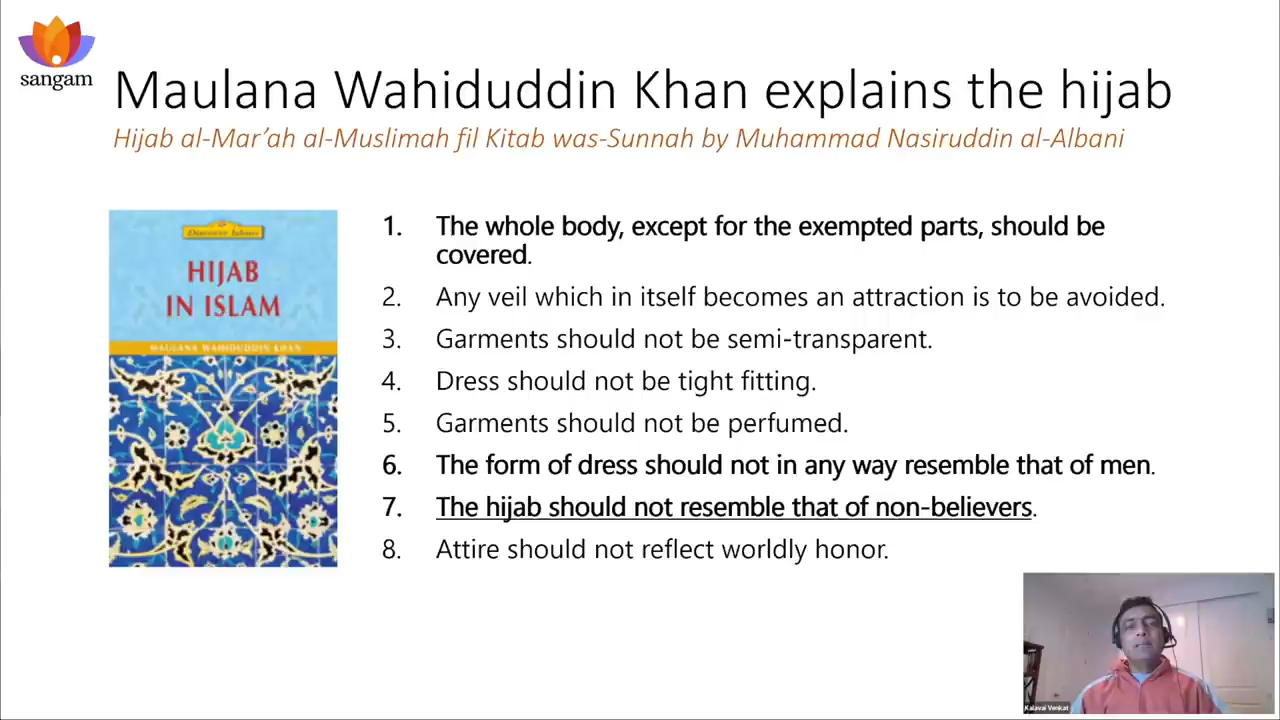 sangam
Maulana Wahiduddin Khan explains the hijab
Hijab al-Mar’ah al-Muslimah fil Kitab was-Sunnah by Muhammad Nasiruddin al-Albani
Discover Islam
HIJAB
IN ISLAM
MAULANA WAHIDUDDIN KHAN
1. The whole body, except for the exempted parts, should be
covered.
2. Any veil which in itself becomes an attraction is to be avoided.
3. Garments should not be semi-transparent.
4. Dress should not be tight fitting.
5. Garments should not be perfumed.
6. The form of dress should not in any way resemble that of men.
7. The hijab should not resemble that of non-believers.
8. Attire should not reflect worldly honor.
Kalavai Venkat